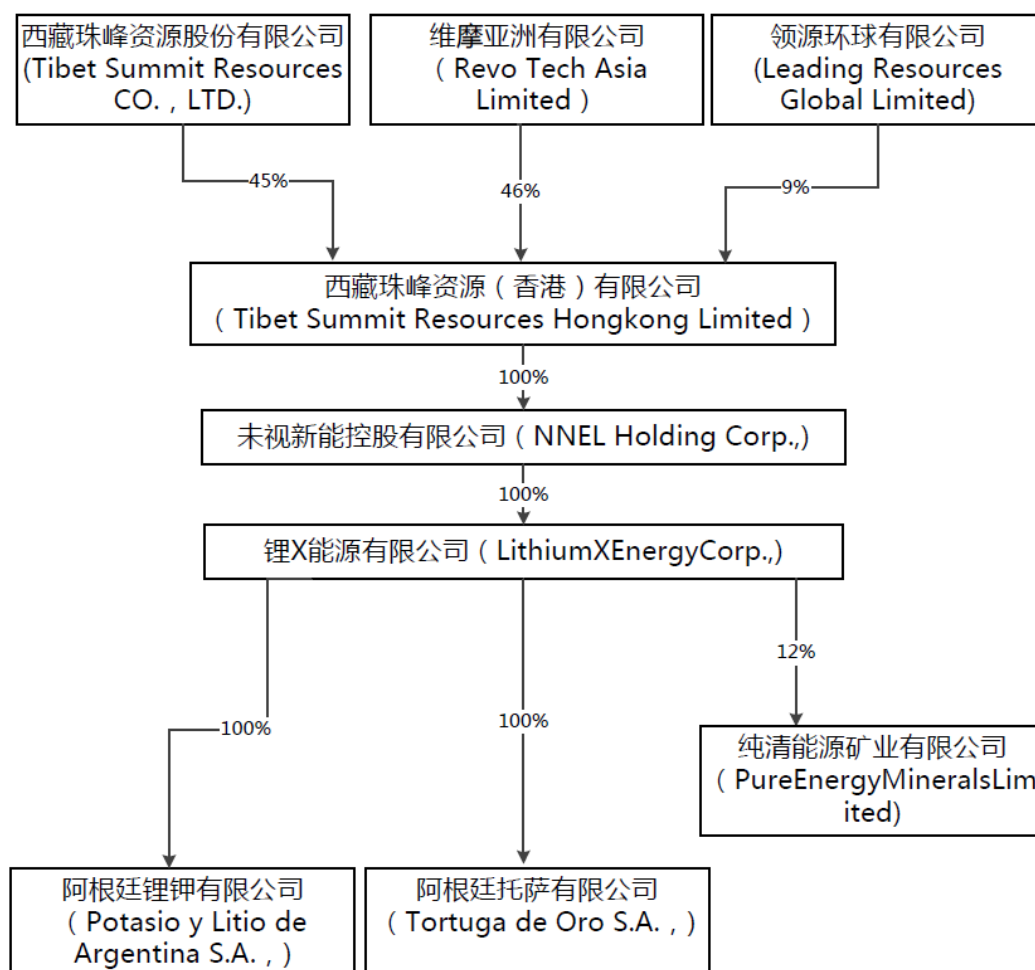 西藏珠峰资源股份有限公司
(Tibet Summit Resources
CO.，LTD.)
维摩亚洲有限公司
（ Revo Tech Asia
Limited ）
领源环球有限公司
(Leading Resources
Global Limited)
45%
46%
9%
西藏珠峰资源（香港）有限公司
（ Tibet Summit Resources Hongkong Limited ）
100%
未视新能控股有限公司（ NNEL Holding Corp.,)
100%
锂X能源有限公司（ LithiumXEnergyCorp.,)
100%
100%
12%
纯清能源矿业有限公司
（ PureEnergyMineralsLim
ited)
阿根廷锂钾有限公司
（ Potasio y Litio de
Argentina S.A.，)
阿根廷托萨有限公司
（ Tortuga de Oro S.A.，)